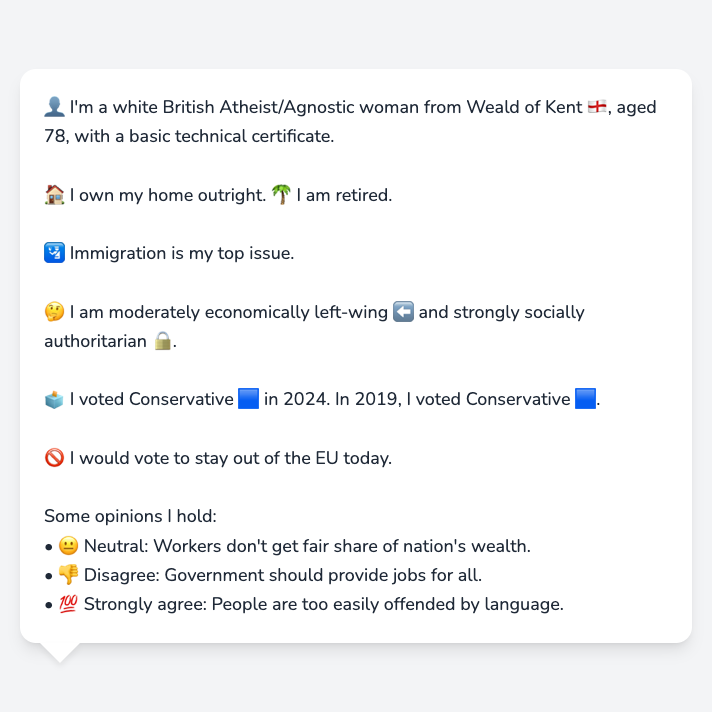 👤 I'm a white British Atheist/Agnostic woman from Weald of Kent 🏴󠁧󠁢󠁥󠁮󠁧󠁿, aged
78, with a basic technical certificate.
🏠 I own my home outright. 🌴 I am retired.
🛂 Immigration is my top issue.
🤔 I am moderately economically left-wing ⬅️ and strongly socially
authoritarian 🔒.
🗳️ I voted Conservative 🟦 in 2024. In 2019, I voted Conservative 🟦.
🚫 I would vote to stay out of the EU today.
Some opinions I hold:
• 😐 Neutral: Workers don't get fair share of nation's wealth.
• 👎 Disagree: Government should provide jobs for all.
• 💯 Strongly agree: People are too easily offended by language.